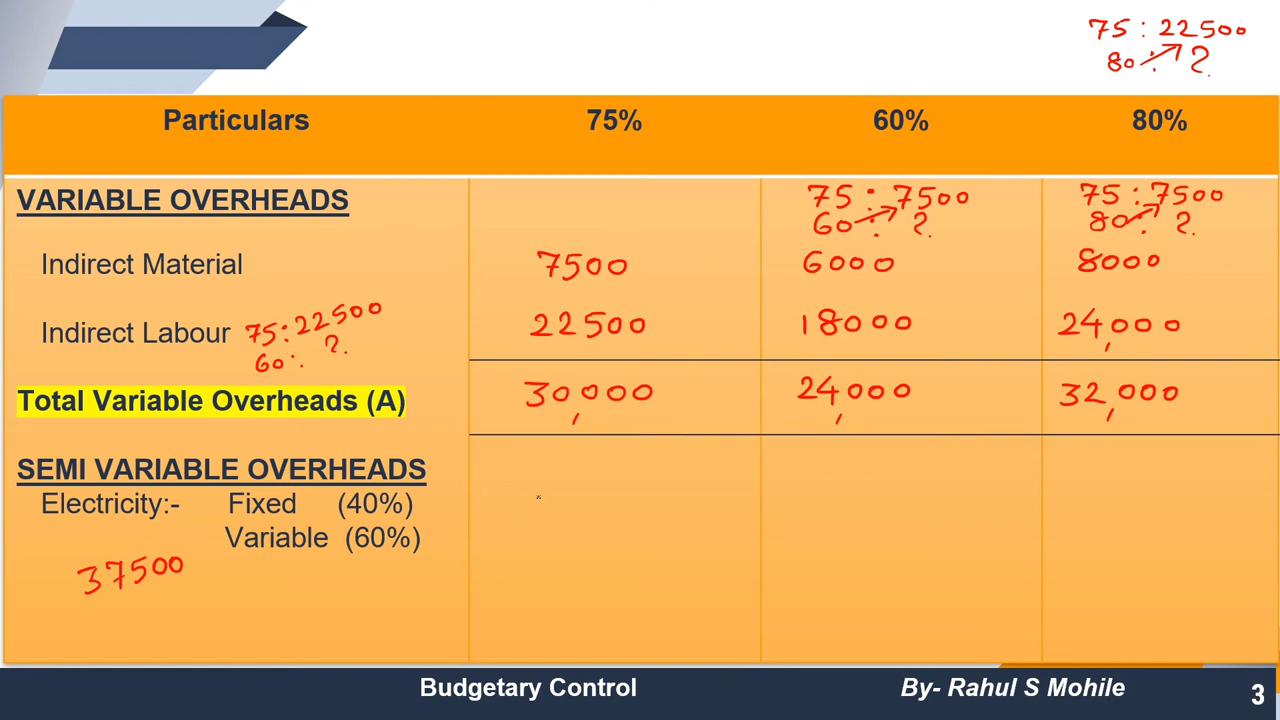 75 : 22500
80 : ?
Particulars 75% 60% 80%
VARIABLE OVERHEADS 75 : 7500 75 : 7500
60 : ? 80 : ?
Indirect Material 7500 6000 8000
Indirect Labour 75 : 22500 22500 18000 24,000
60 : ?
Total Variable Overheads (A) 30,000 24,000 32,000
SEMI VARIABLE OVERHEADS
Electricity:- Fixed (40%)
Variable (60%)
37500
Budgetary Control By- Rahul S Mohile 3